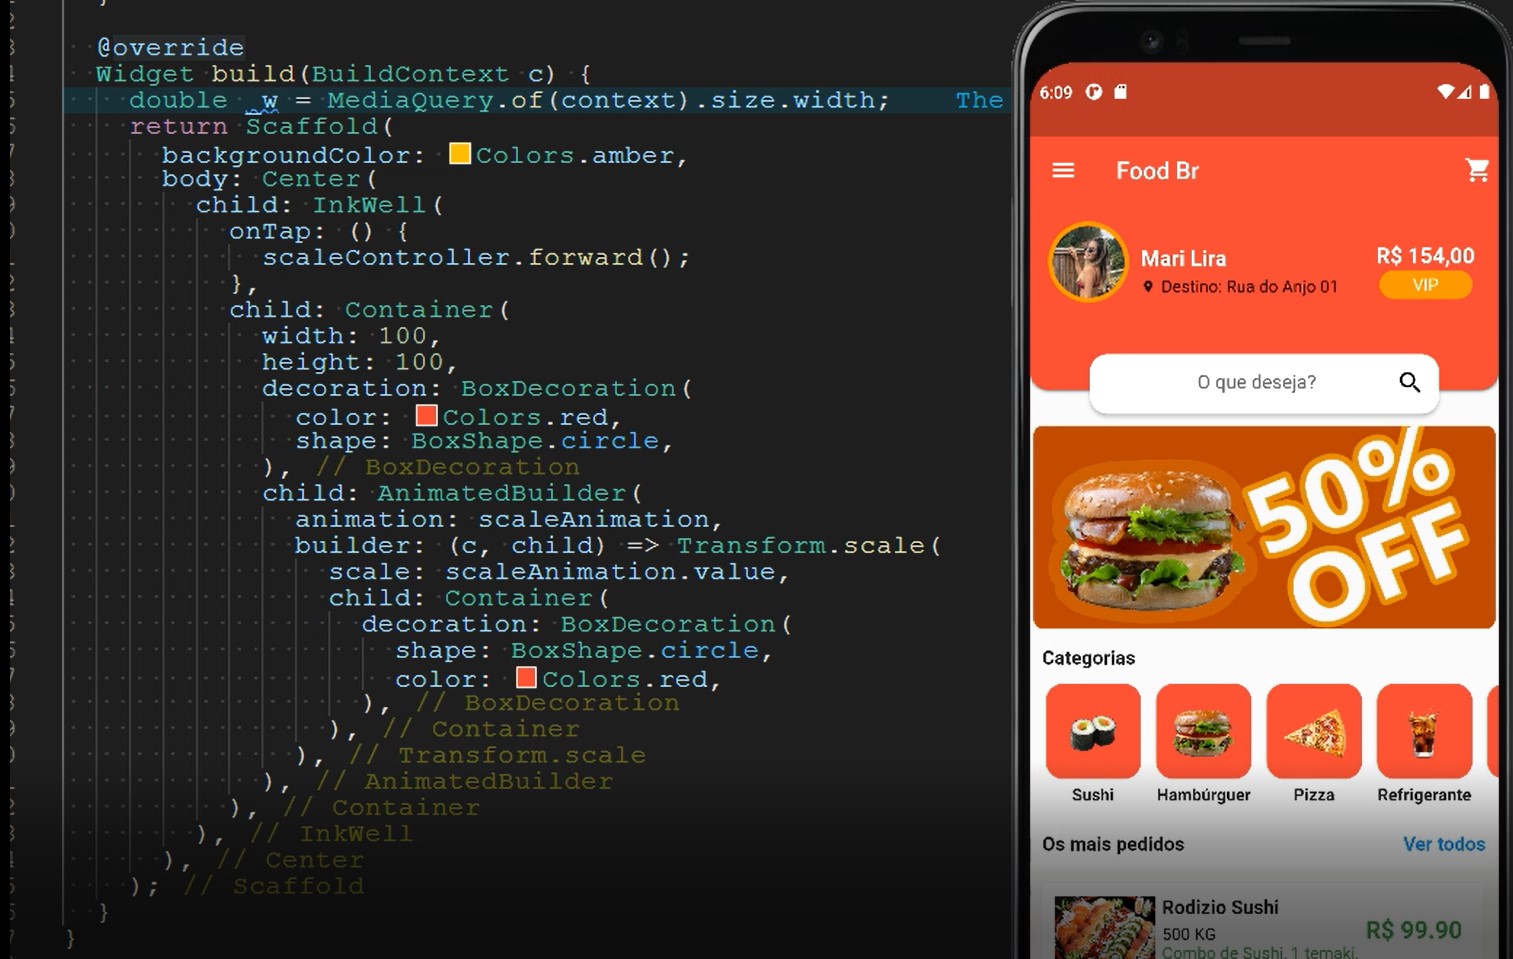 @override
Widget build(BuildContext c) {
double _w = MediaQuery.of(context).size.width; The
return Scaffold(
backgroundColor: Colors.amber,
body: Center(
child: InkWell(
onTap: () {
scaleController.forward();
},
child: Container(
width: 100,
height: 100,
decoration: BoxDecoration(
color: Colors.red,
shape: BoxShape.circle,
), // BoxDecoration
child: AnimatedBuilder(
animation: scaleAnimation,
builder: (c, child) => Transform.scale(
scale: scaleAnimation.value,
child: Container(
decoration: BoxDecoration(
shape: BoxShape.circle,
color: Colors.red,
), // BoxDecoration
), // Container
), // Transform.scale
), // AnimatedBuilder
), // Container
), // InkWell
), // Center
); // Scaffold
}
}
6:09
Food Br
Mari Lira
R$ 154,00
Destino: Rua do Anjo 01
VIP
O que deseja?
50%
OFF
Categorias
Sushi Hambúrguer Pizza Refrigerante
Os mais pedidos Ver todos
Rodizio Sushi
500 KG
R$ 99.90
Combo de Sushi, 1 temaki,